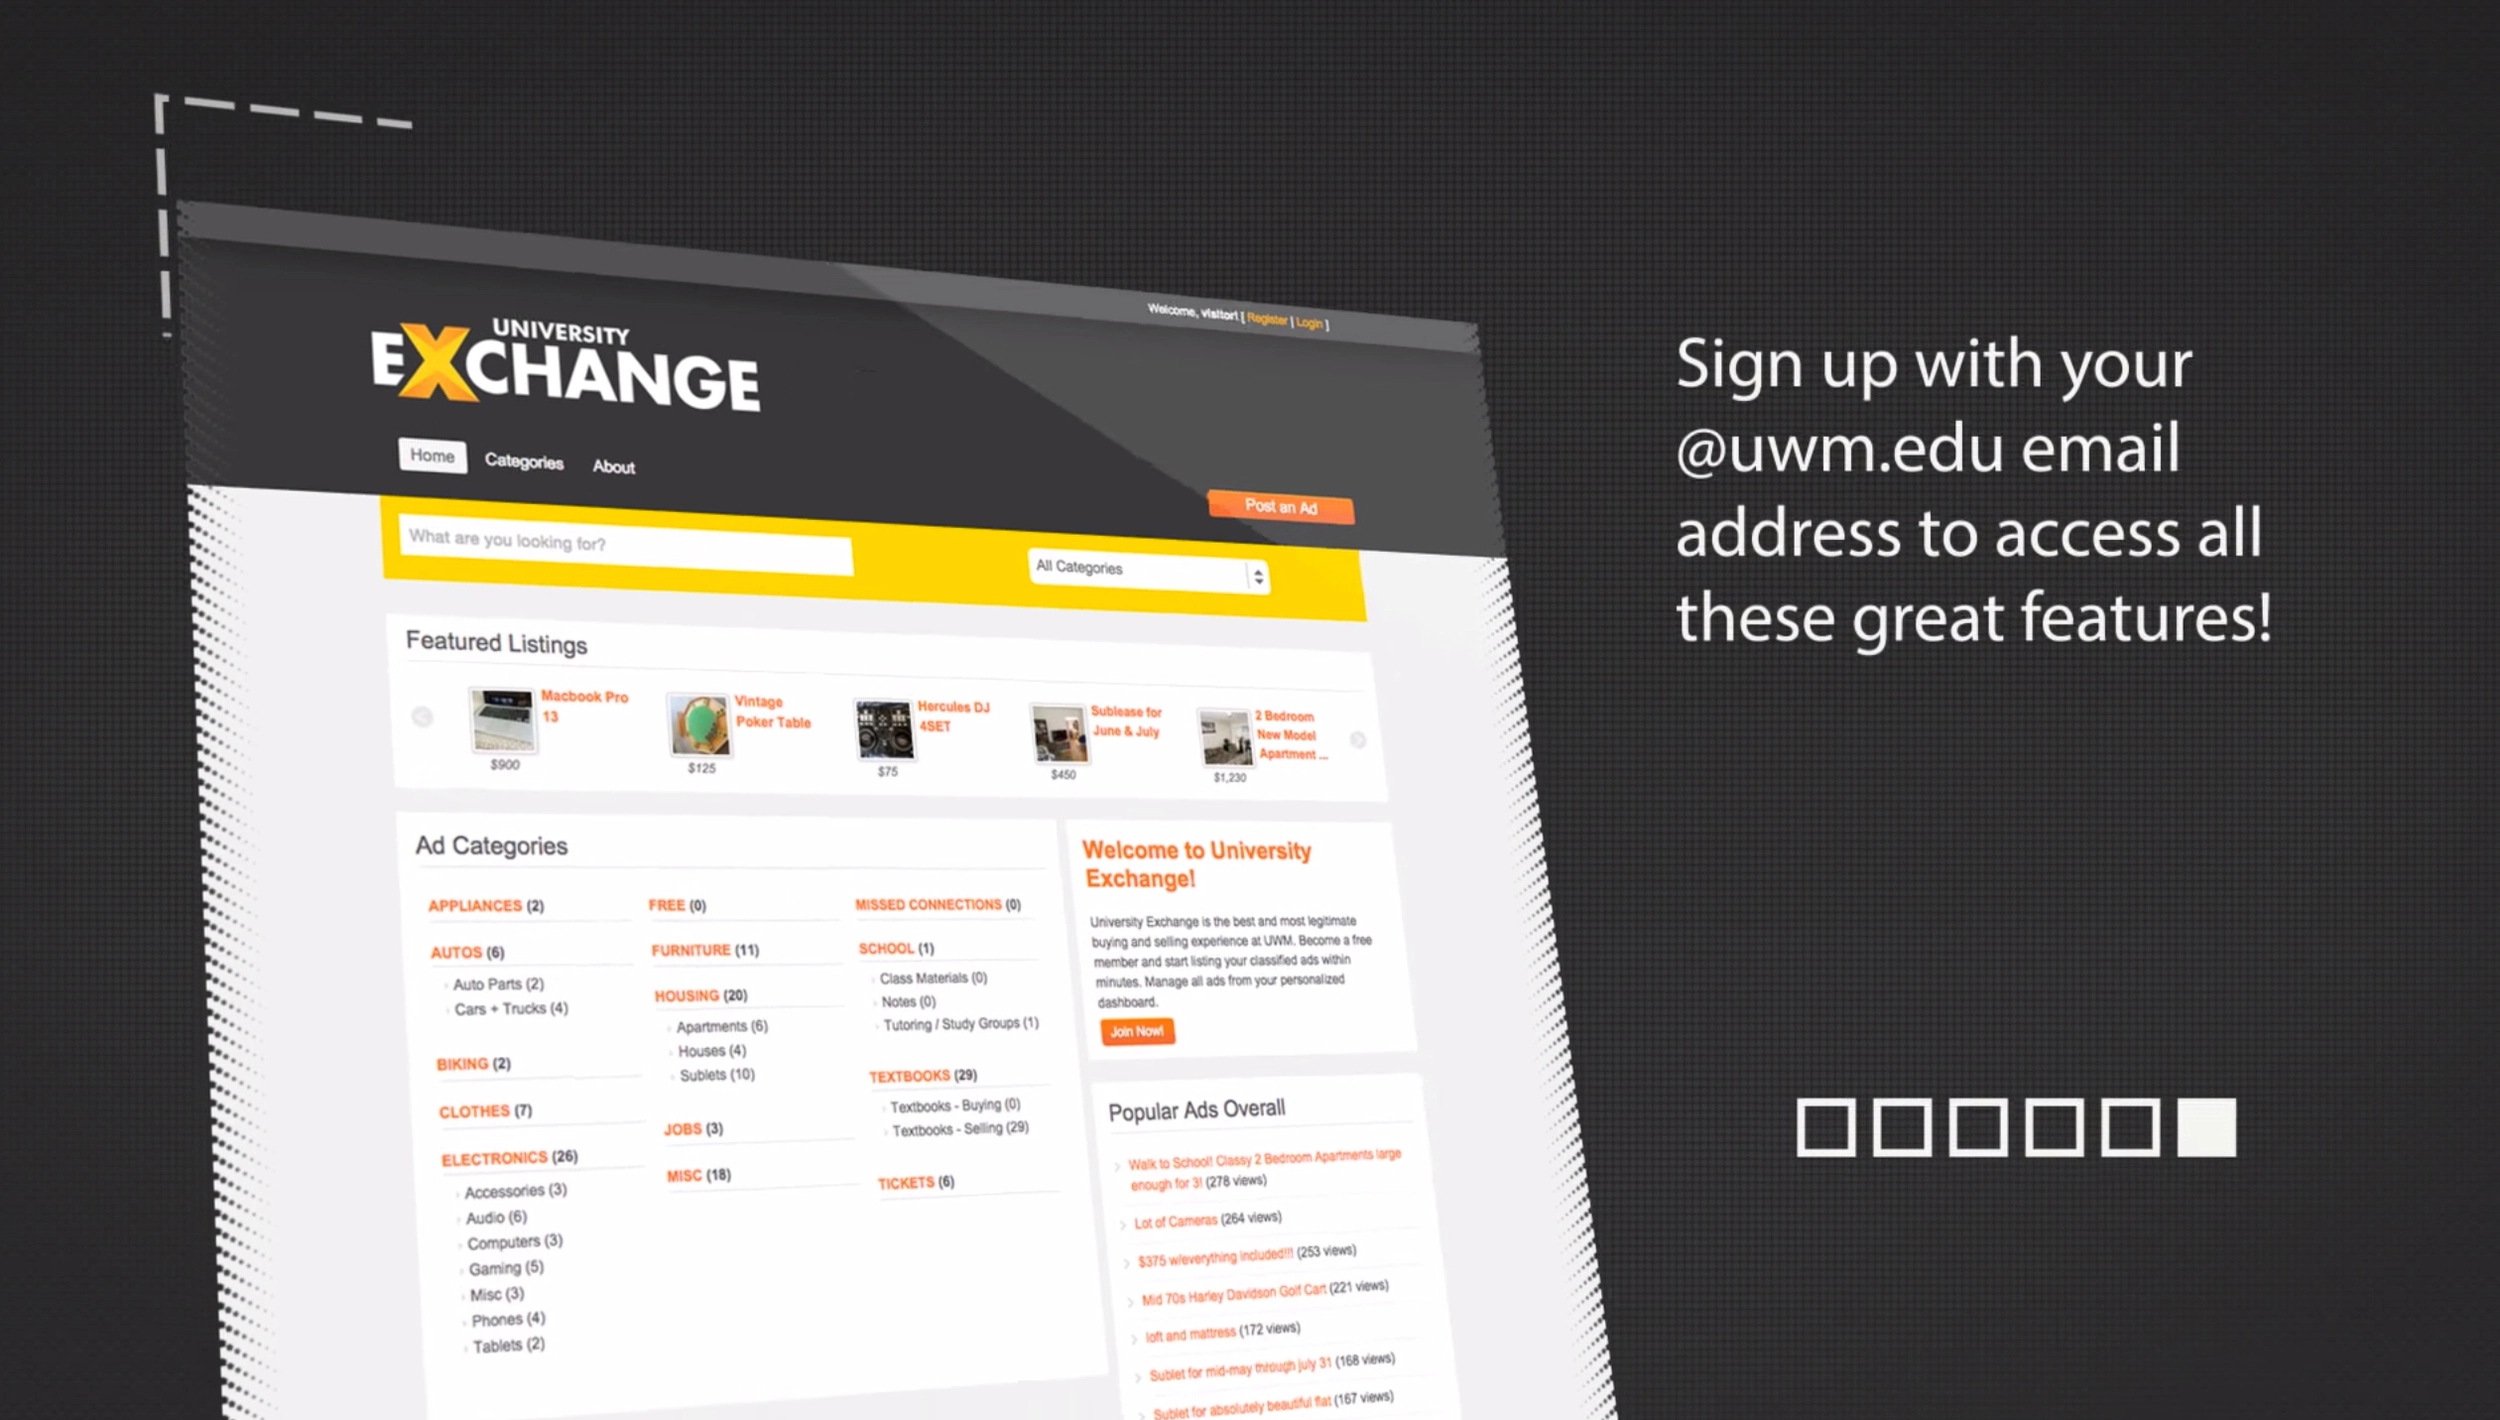 Welcome, visitor! [ Register | Login ]
UNIVERSITY
EXCHANGE
Home Categories About
Post an Ad
What are you looking for?
All Categories
Featured Listings
Macbook Pro
13
$900
Vintage
Poker Table
$125
Hercules DJ
4SET
$75
Sublease for
June & July
$450
2 Bedroom
New Model
Apartment ...
$1,230
Ad Categories
APPLIANCES (2)
AUTOS (6)
Auto Parts (2)
Cars + Trucks (4)
BIKING (2)
CLOTHES (7)
ELECTRONICS (26)
Accessories (3)
Audio (6)
Computers (3)
Gaming (5)
Misc (3)
Phones (4)
Tablets (2)
FREE (0)
FURNITURE (11)
HOUSING (20)
Apartments (6)
Houses (4)
Sublets (10)
JOBS (3)
MISC (18)
MISSED CONNECTIONS (0)
SCHOOL (1)
Class Materials (0)
Notes (0)
Tutoring / Study Groups (1)
TEXTBOOKS (29)
Textbooks - Buying (0)
Textbooks - Selling (29)
TICKETS (6)
Welcome to University
Exchange!
University Exchange is the best and most legitimate
buying and selling experience at UWM. Become a free
member and start listing your classified ads within
minutes. Manage all ads from your personalized
dashboard.
Join Now!
Popular Ads Overall
Walk to School! Classy 2 Bedroom Apartments large
enough for 3! (278 views)
Lot of Cameras (264 views)
$375 w/everything included!!! (253 views)
Mid 70s Harley Davidson Golf Cart (221 views)
loft and mattress (172 views)
Sublet for mid-may through july 31 (168 views)
Sublet for absolutely beautiful flat (167 views)
Sign up with your
@uwm.edu email
address to access all
these great features!